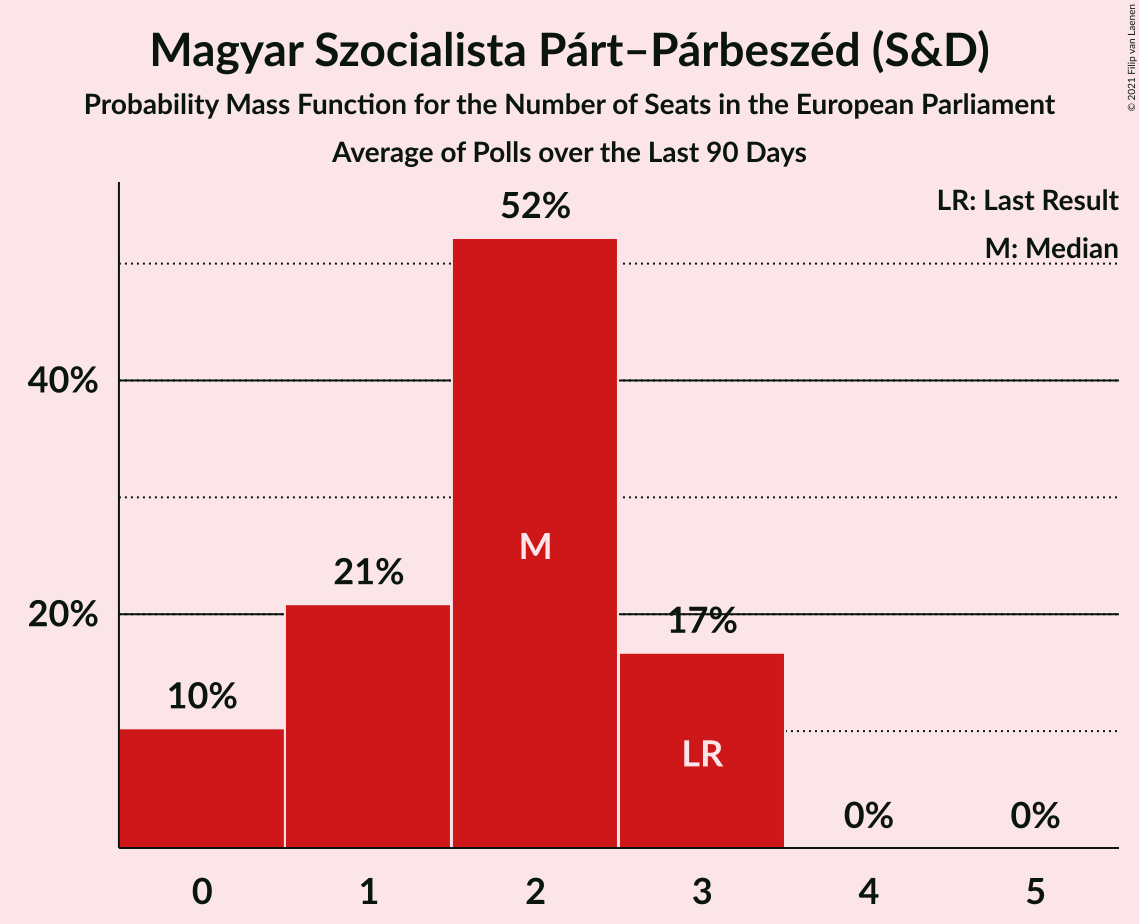 Magyar Szocialista Párt–Párbeszéd (S&D)
Probability Mass Function for the Number of Seats in the European Parliament
Average of Polls over the Last 90 Days
© 2021 Filip van Laenen
LR: Last Result
M: Median
52%
40%
M
21%
20%
17%
10%
LR
0%
0%
0 1 2 3 4 5